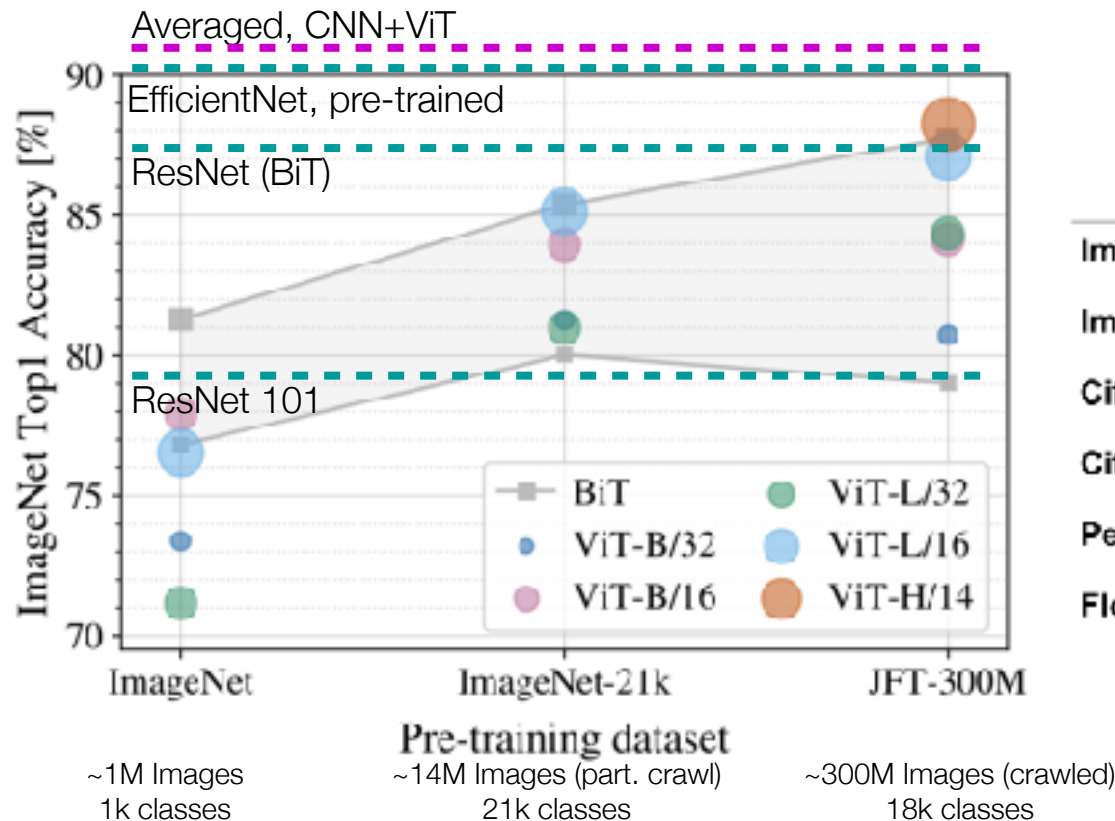 Averaged, CNN+ViT
90
EfficientNet, pre-trained
ResNet (BiT)
85
80
ResNet 101
75
70
ImageNet Top1 Accuracy [%]
BiT
ViT-L/32
ViT-B/32
ViT-L/16
ViT-B/16
ViT-H/14
ImageNet
ImageNet-21k
JFT-300M
Pre-training dataset
~1M Images
~14M Images (part. crawl)
~300M Images (crawled)
1k classes
21k classes
18k classes